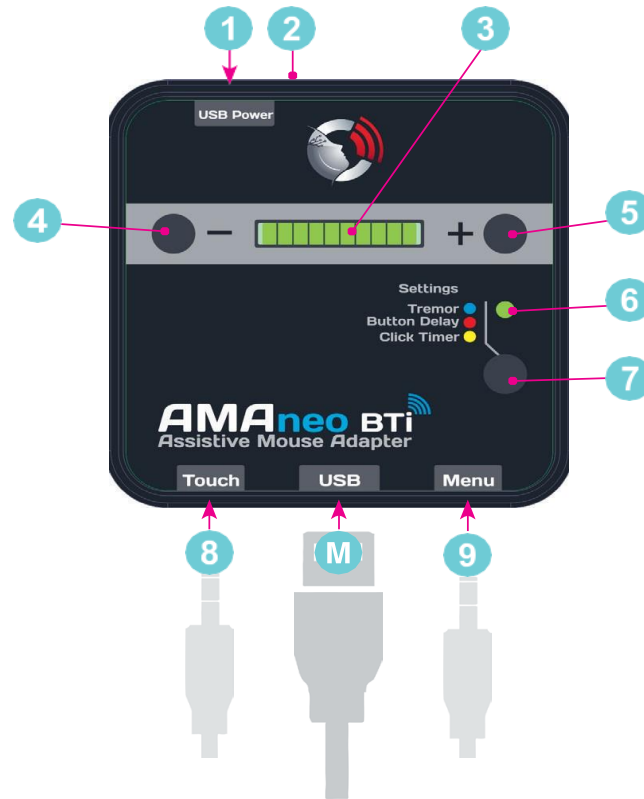 1 2 3
USB Power
4 − + 5
Settings
Tremor
Button Delay
Click Timer
6
7
AMAneo BTi
Assistive Mouse Adapter
Touch USB Menu
8 M 9